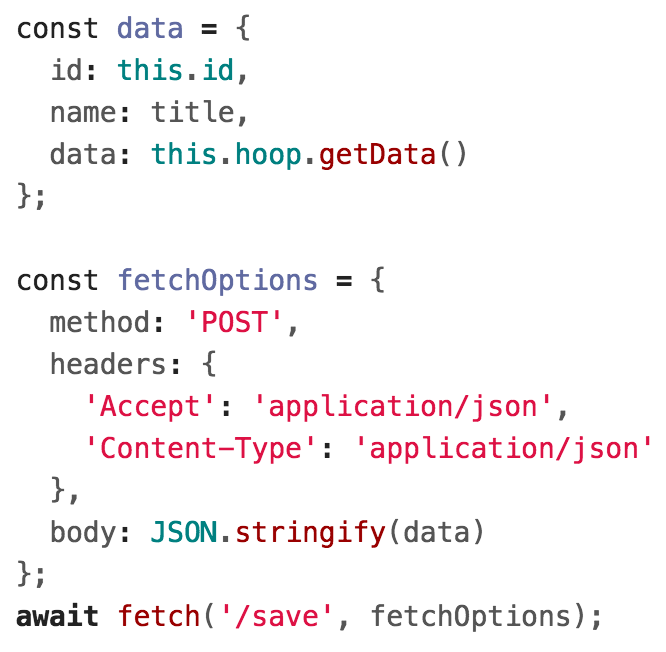 const data = {
  id: this.id,
  name: title,
  data: this.hoop.getData()
};

const fetchOptions = {
  method: 'POST',
  headers: {
    'Accept': 'application/json',
    'Content-Type': 'application/json'
  },
  body: JSON.stringify(data)
};
await fetch('/save', fetchOptions);